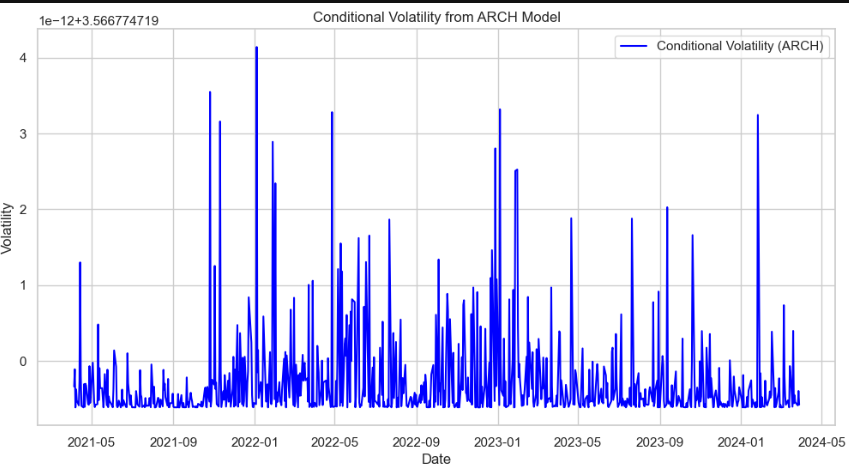 Conditional Volatility from ARCH Model
1e−12+3.566774719
Conditional Volatility (ARCH)
4
3
2
1
0
Volatility
2021-05 2021-09 2022-01 2022-05 2022-09 2023-01 2023-05 2023-09 2024-01 2024-05
Date